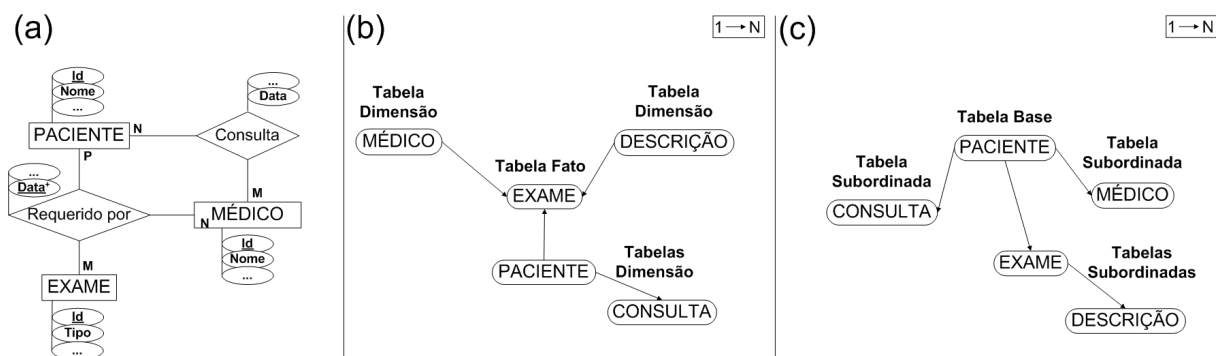 (a)
Id
Nome
...
...
Data
PACIENTE
N
Consulta
P
...
Data+
M
Requerido por
N
MÉDICO
M
Id
Nome
...
EXAME
Id
Tipo
...
(b)
1 → N
Tabela
Dimensão
MÉDICO
Tabela
Dimensão
DESCRIÇÃO
Tabela Fato
EXAME
PACIENTE
Tabelas
Dimensão
CONSULTA
(c)
1 → N
Tabela Base
PACIENTE
Tabela
Subordinada
CONSULTA
Tabela
Subordinada
MÉDICO
EXAME
Tabelas
Subordinadas
DESCRIÇÃO